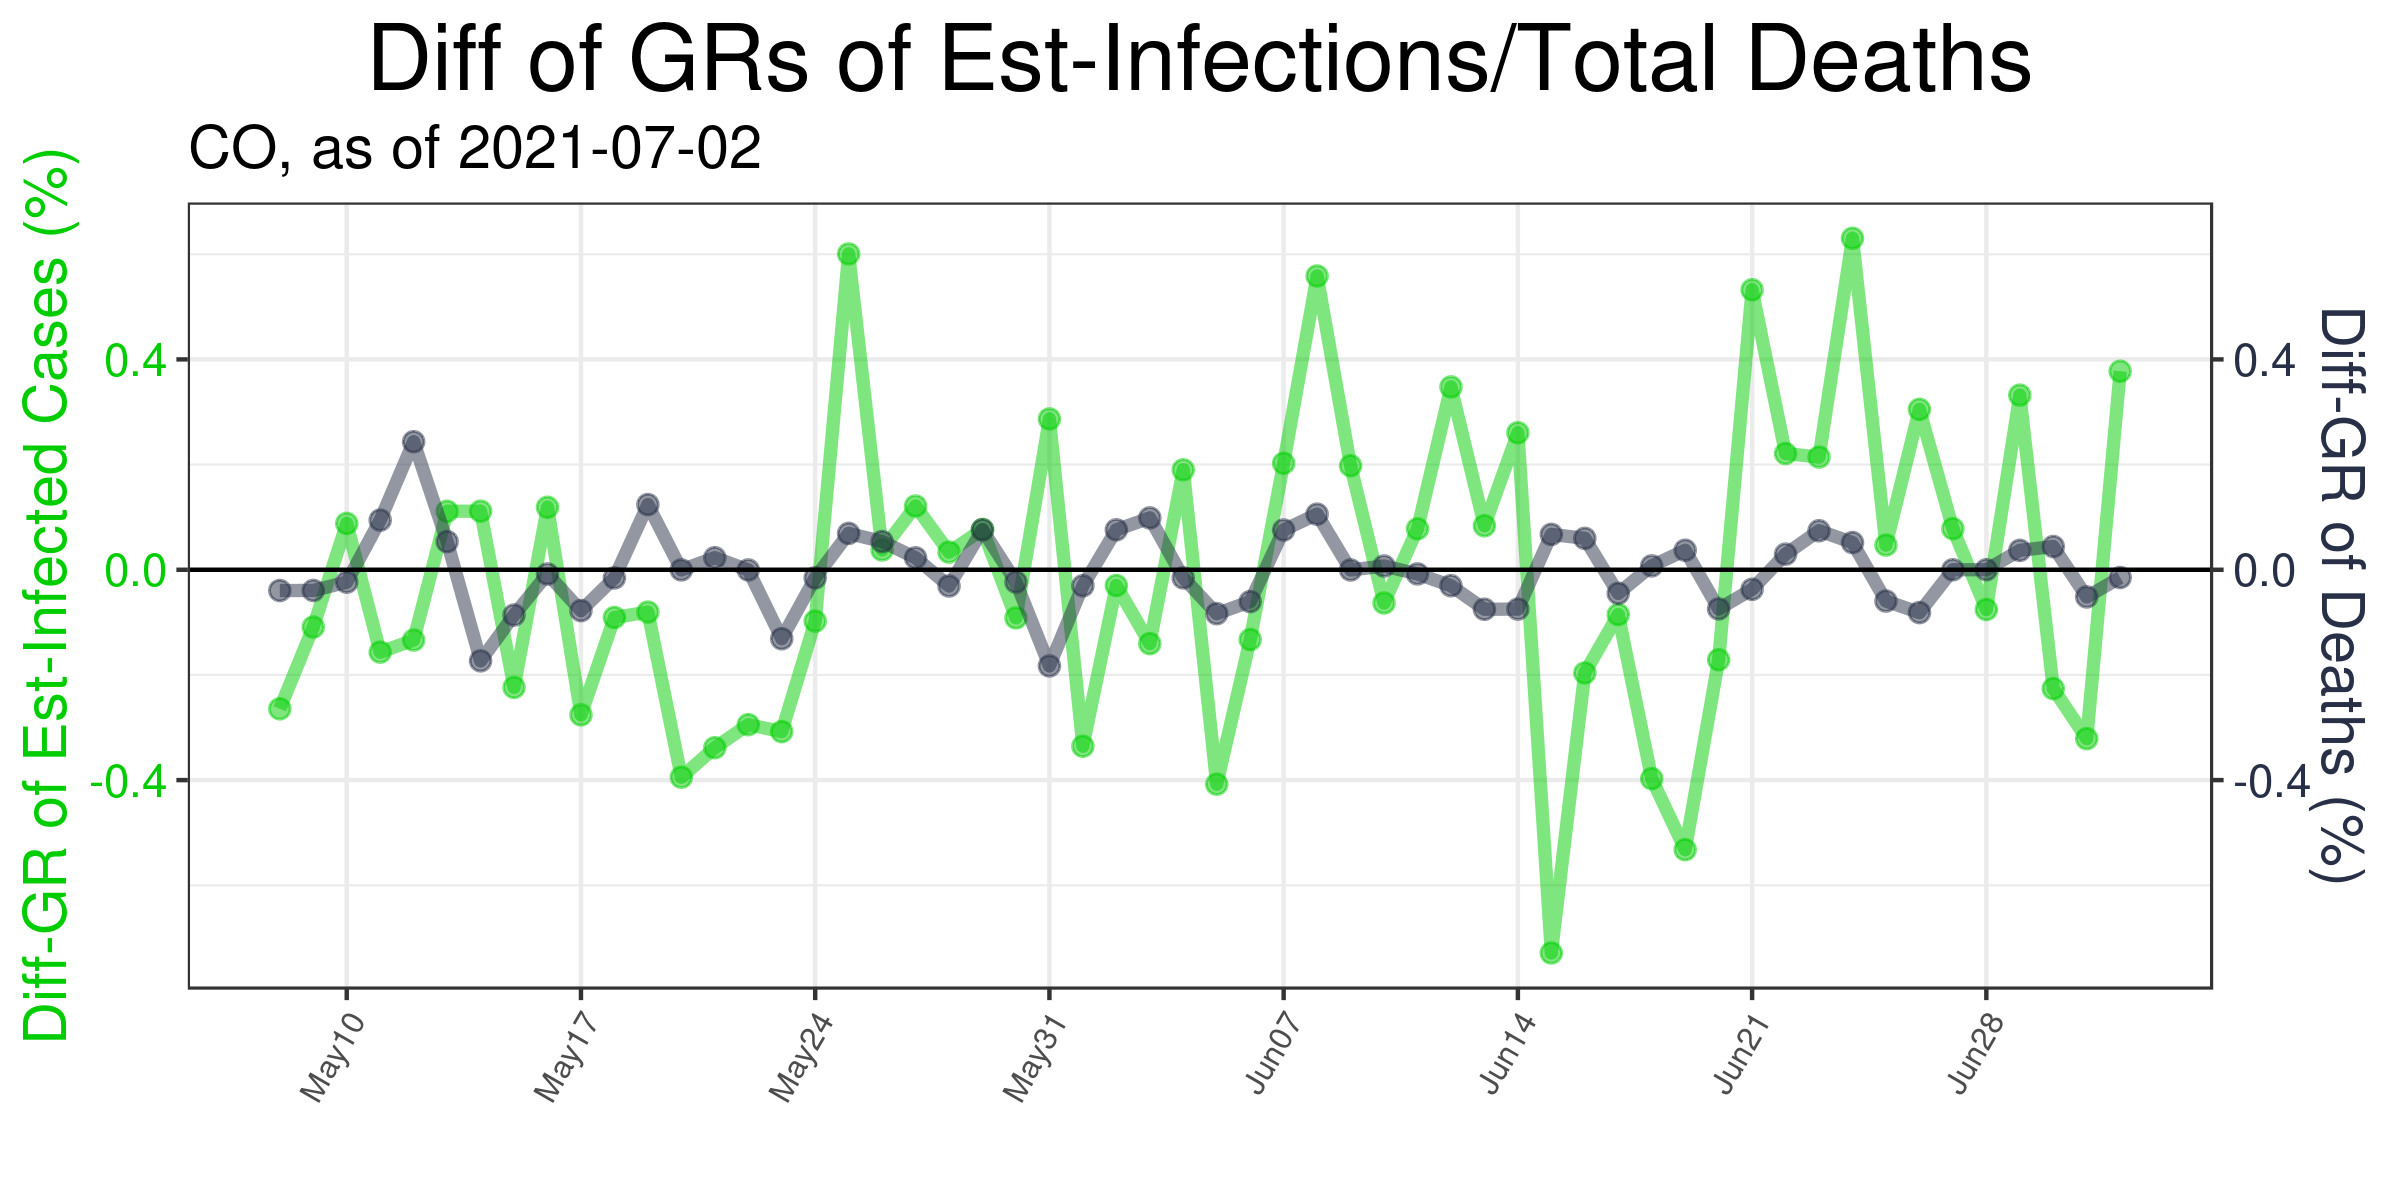 Diff of GRs of Est-Infections/Total Deaths
CO, as of 2021-07-02
Diff-GR of Est-Infected Cases (%)
0.4
0.0
-0.4
0.4
0.0
-0.4
Diff-GR of Deaths (%)
May10
May17
May24
May31
Jun07
Jun14
Jun21
Jun28